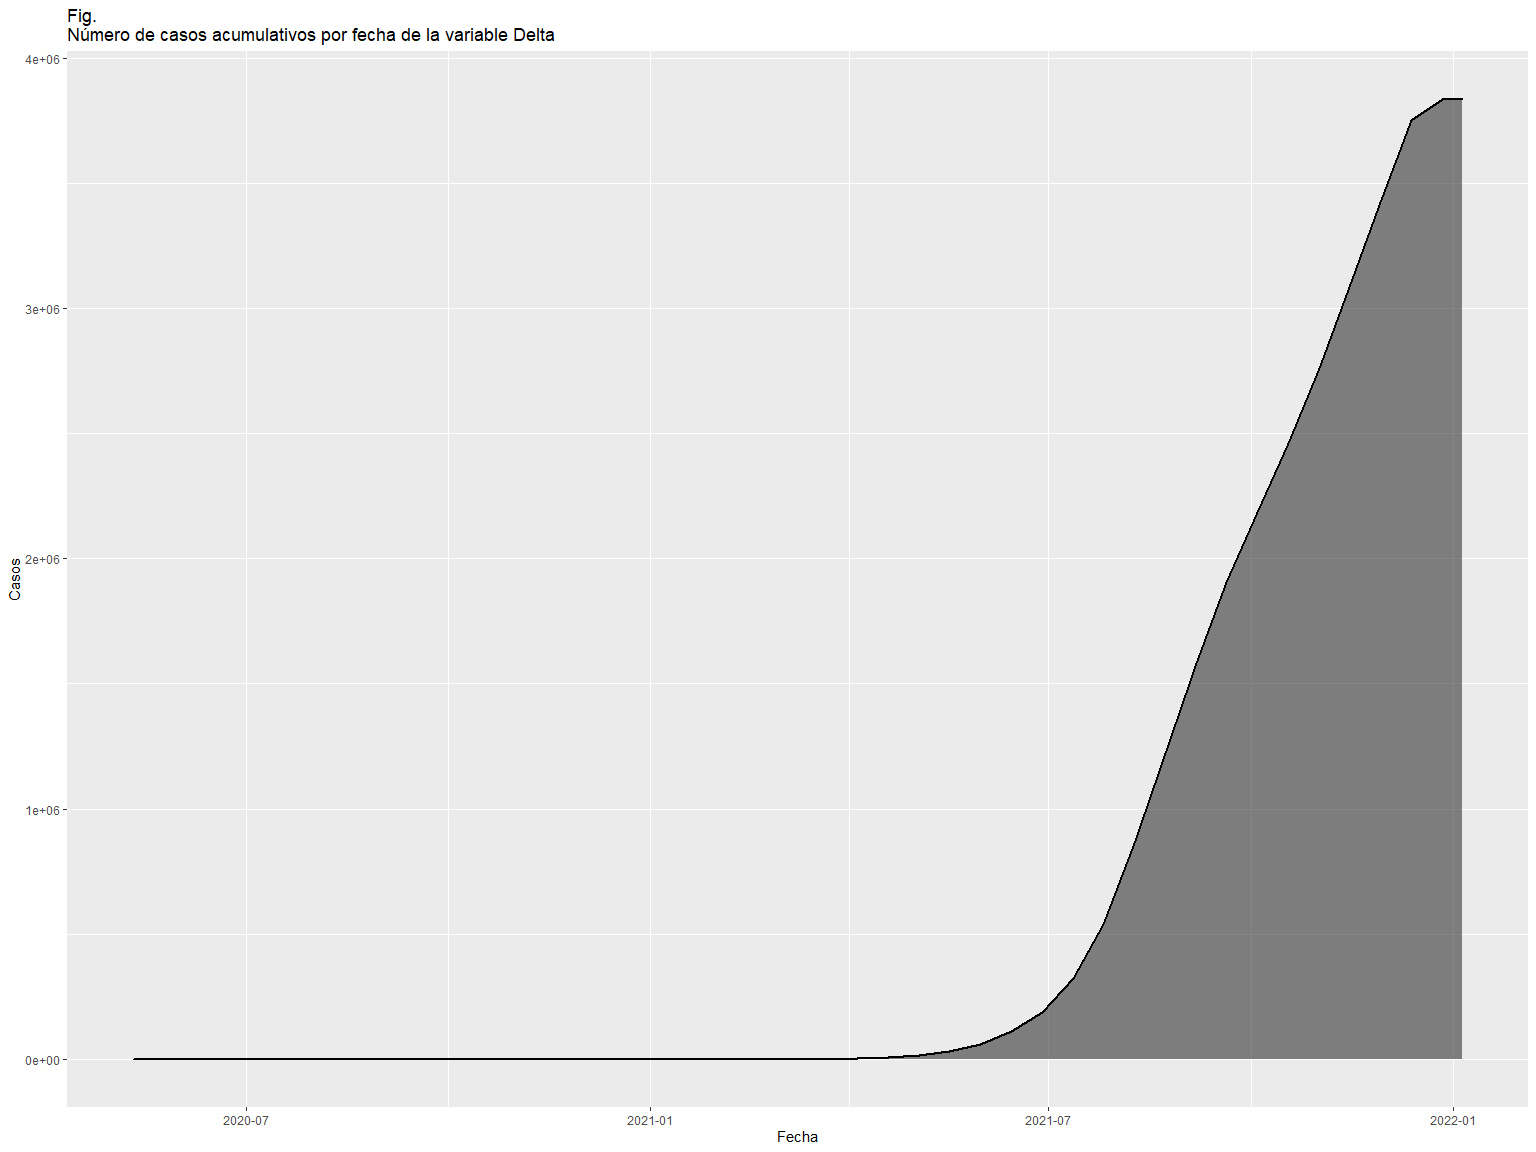 Fig.
Número de casos acumulativos por fecha de la variable Delta
4e+06
3e+06
2e+06
1e+06
0e+00
Casos
2020-07
2021-01
2021-07
2022-01
Fecha